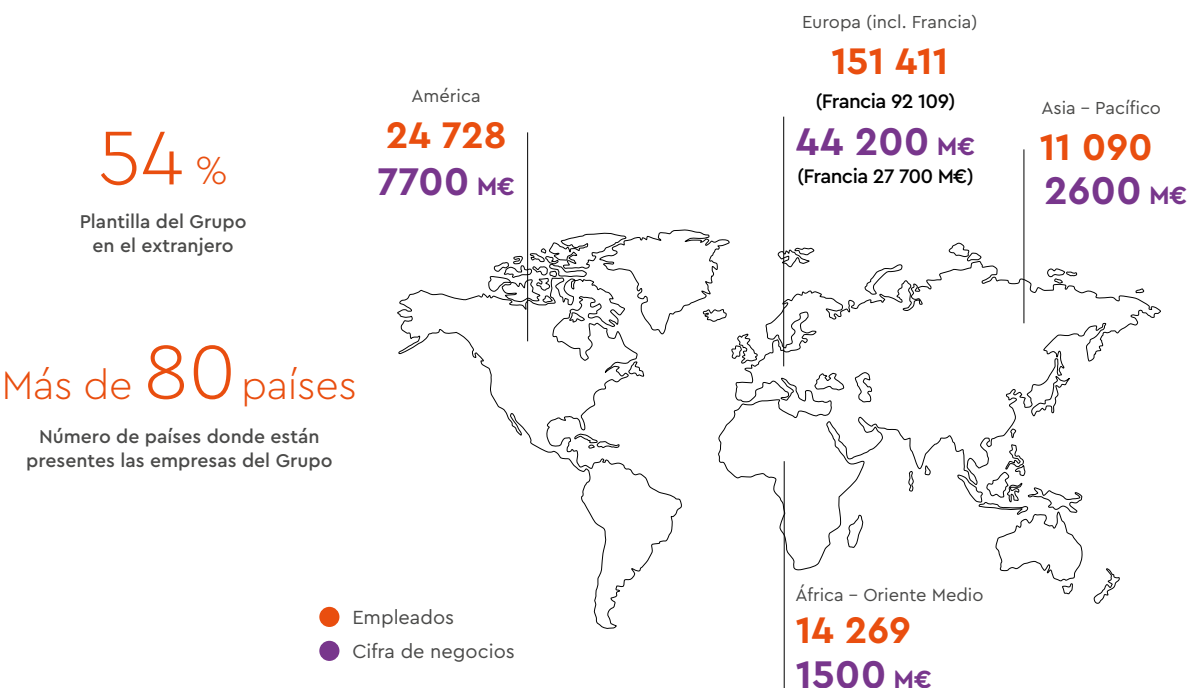 54 %
Plantilla del Grupo
en el extranjero
Más de 80 países
Número de países donde están
presentes las empresas del Grupo
América
24 728
7700 M€
Europa (incl. Francia)
151 411
(Francia 92 109)
44 200 M€
(Francia 27 700 M€)
Asia – Pacífico
11 090
2600 M€
África – Oriente Medio
14 269
1500 M€
Empleados
Cifra de negocios